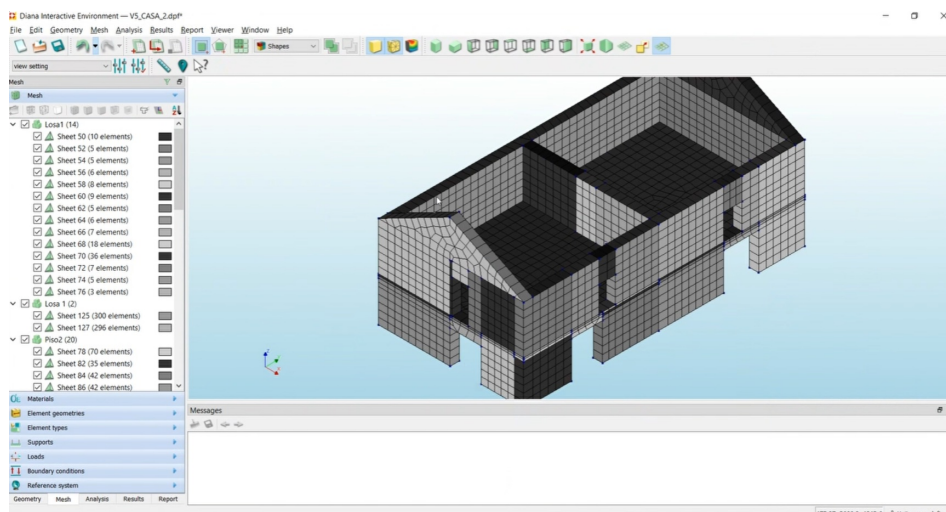 Diana Interactive Environment — V5_CASA_2.dpf*
File Edit Geometry Mesh Analysis Results Report Viewer Window Help
Shapes
view setting
Mesh
Mesh
Losa1 (14)
Sheet 50 (10 elements)
Sheet 52 (5 elements)
Sheet 54 (5 elements)
Sheet 56 (6 elements)
Sheet 58 (8 elements)
Sheet 60 (9 elements)
Sheet 62 (5 elements)
Sheet 64 (6 elements)
Sheet 66 (7 elements)
Sheet 68 (18 elements)
Sheet 70 (36 elements)
Sheet 72 (7 elements)
Sheet 74 (5 elements)
Sheet 76 (3 elements)
Losa 1 (2)
Sheet 125 (300 elements)
Sheet 127 (296 elements)
Piso2 (20)
Sheet 78 (70 elements)
Sheet 82 (35 elements)
Sheet 84 (42 elements)
Sheet 86 (42 elements)
Materials
Element geometries
Element types
Supports
Loads
Boundary conditions
Reference system
Geometry Mesh Analysis Results Report
Messages